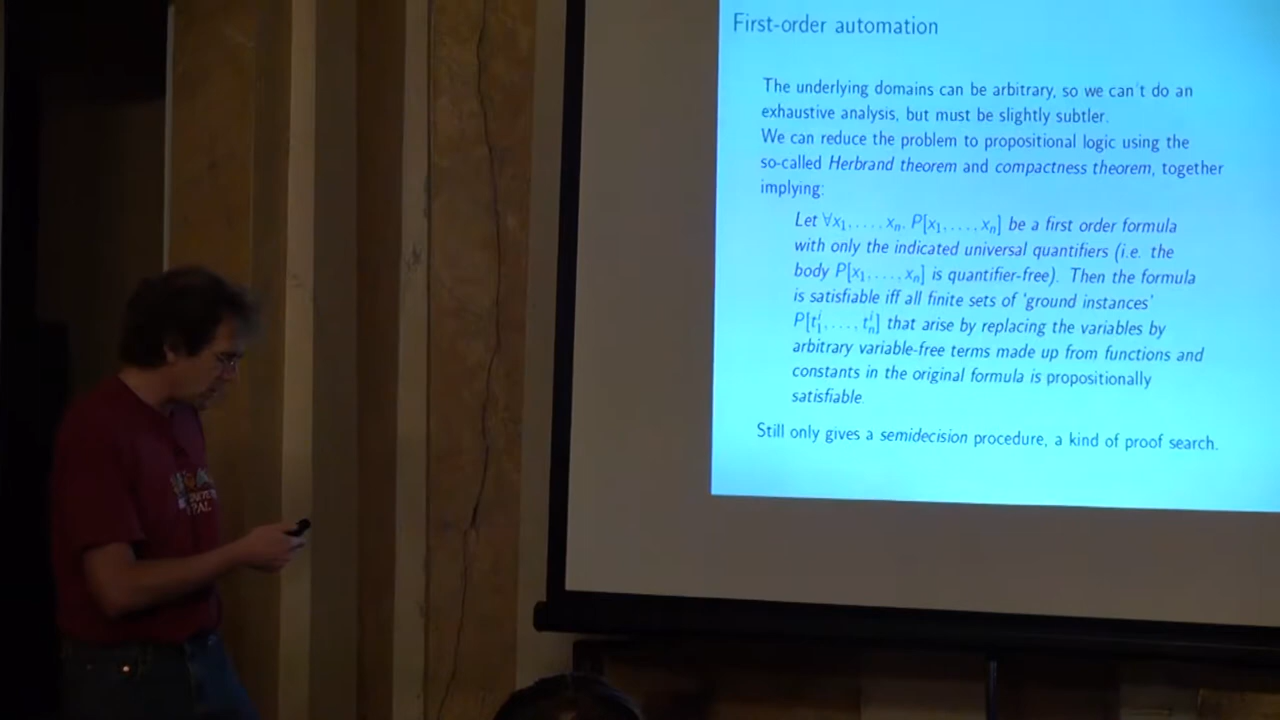 First-order automation
The underlying domains can be arbitrary, so we can't do an
exhaustive analysis, but must be slightly subtler.
We can reduce the problem to propositional logic using the
so-called Herbrand theorem and compactness theorem, together
implying:
Let ∀x₁, . . . , xₙ. P[x₁, . . . , xₙ] be a first order formula
with only the indicated universal quantifiers (i.e. the
body P[x₁, . . . , xₙ] is quantifier-free). Then the formula
is satisfiable iff all finite sets of 'ground instances'
P[tⁱ₁, . . . , tⁱₙ] that arise by replacing the variables by
arbitrary variable-free terms made up from functions and
constants in the original formula is propositionally
satisfiable.
Still only gives a semidecision procedure, a kind of proof search.